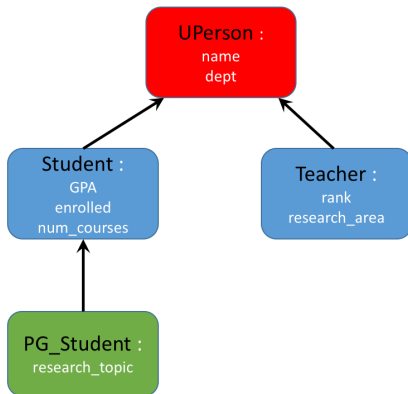 UPerson :
name
dept
Student :
GPA
enrolled
num_courses
Teacher :
rank
research_area
PG_Student :
research_topic